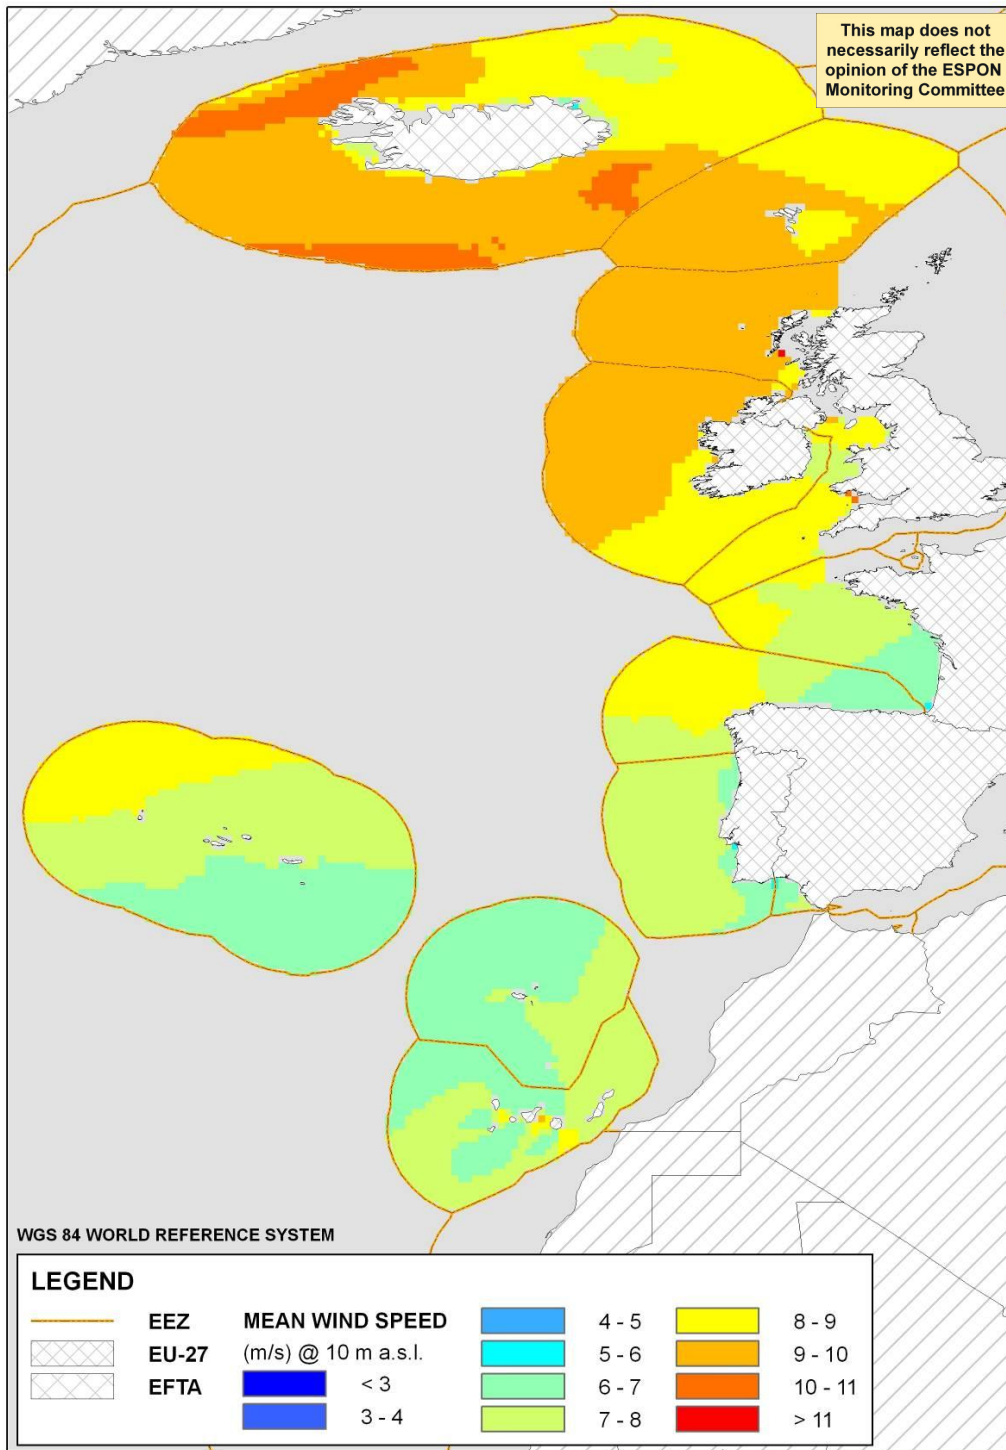 This map does not
necessarily reflect the
opinion of the ESPON
Monitoring Committee
WGS 84 WORLD REFERENCE SYSTEM
LEGEND
EEZ
EU-27
EFTA
MEAN WIND SPEED
(m/s) @ 10 m a.s.l.
< 3
3 - 4
4 - 5
5 - 6
6 - 7
7 - 8
8 - 9
9 - 10
10 - 11
> 11